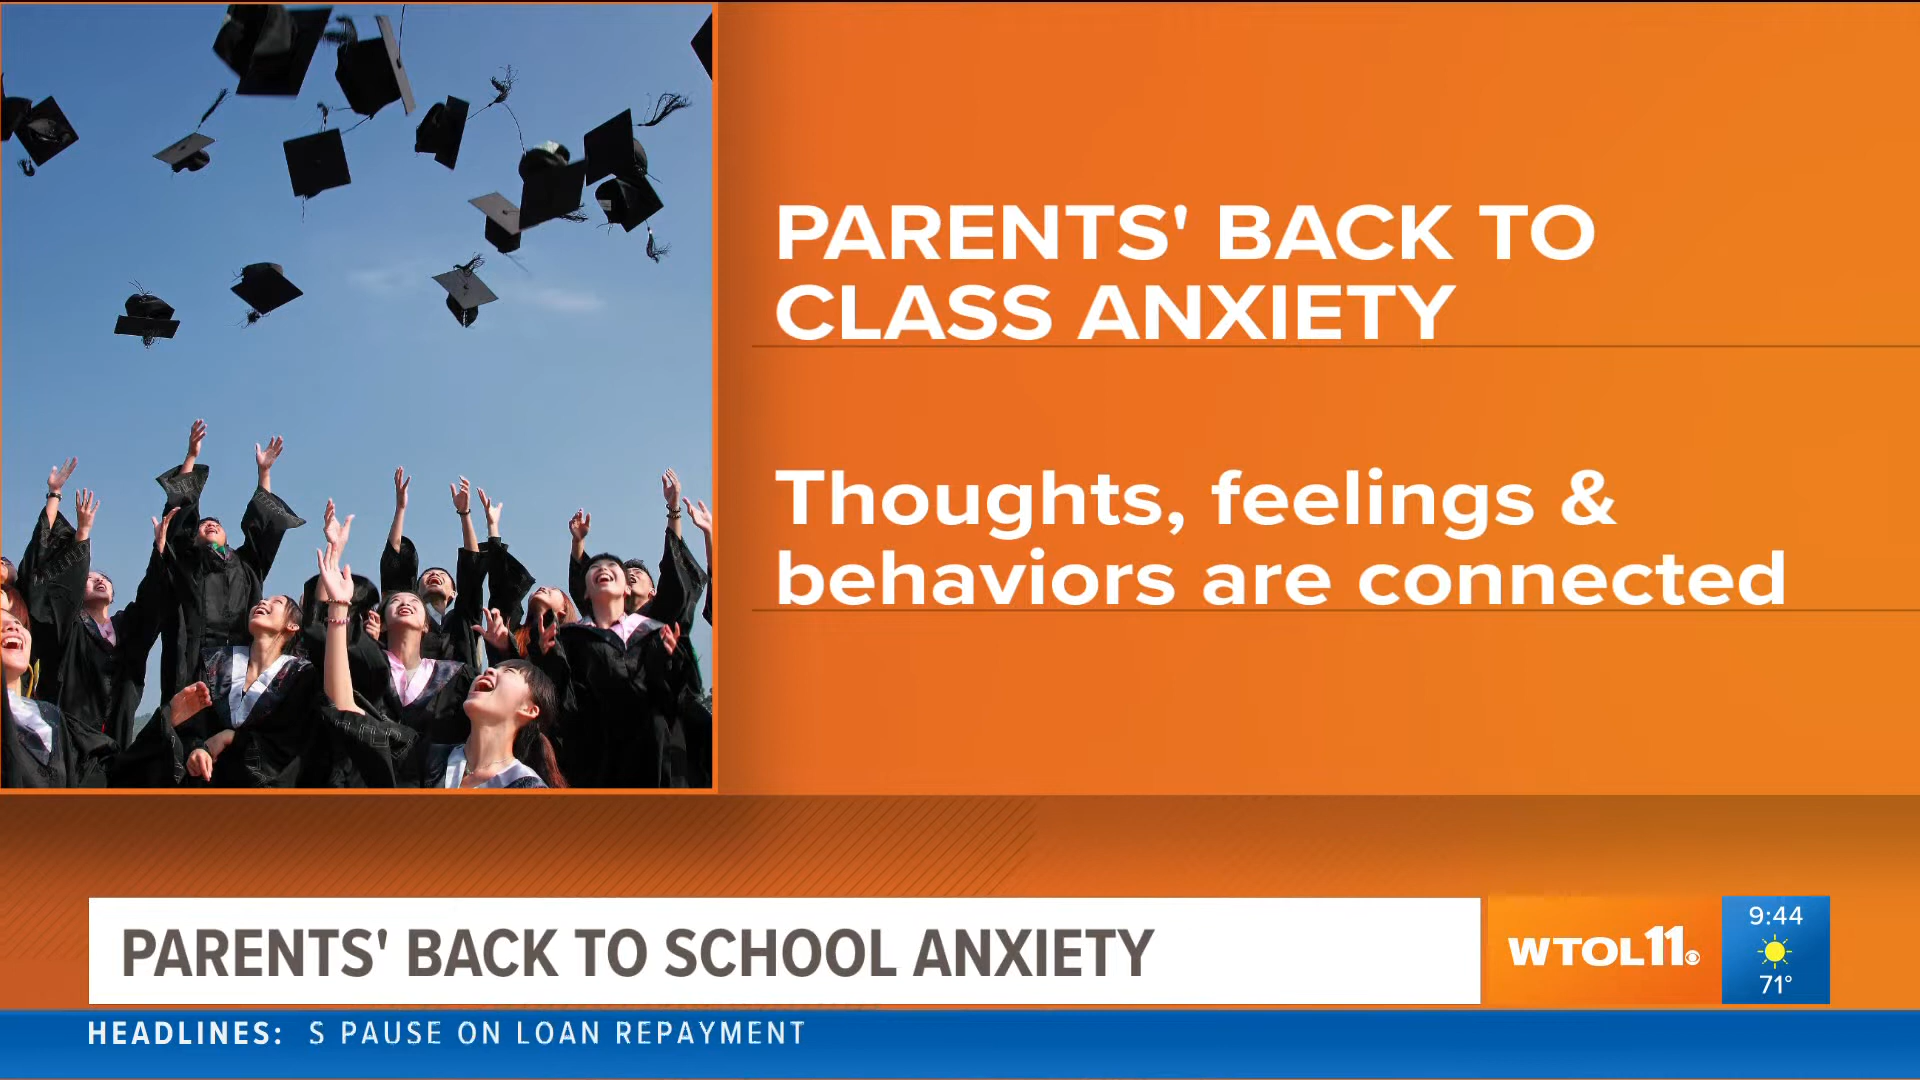 PARENTS' BACK TO
CLASS ANXIETY
Thoughts, feelings &
behaviors are connected
PARENTS' BACK TO SCHOOL ANXIETY
WTOL11
9:44
71°
HEADLINES: S PAUSE ON LOAN REPAYMENT